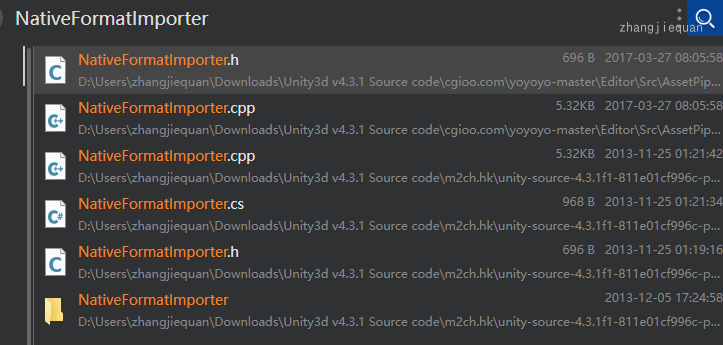 NativeFormatImporter
zhangjiequan
NativeFormatImporter.h 696 B 2017-03-27 08:05:58
D:\Users\zhangjiequan\Downloads\Unity3d v4.3.1 Source code\cgioo.com\yoyoyo-master\Editor\Src\AssetPip...
NativeFormatImporter.cpp 5.32KB 2017-03-27 08:05:58
D:\Users\zhangjiequan\Downloads\Unity3d v4.3.1 Source code\cgioo.com\yoyoyo-master\Editor\Src\AssetPip...
NativeFormatImporter.cpp 5.32KB 2013-11-25 01:21:42
D:\Users\zhangjiequan\Downloads\Unity3d v4.3.1 Source code\m2ch.hk\unity-source-4.3.1f1-811e01cf996c-p...
NativeFormatImporter.cs 968 B 2013-11-25 01:21:34
D:\Users\zhangjiequan\Downloads\Unity3d v4.3.1 Source code\m2ch.hk\unity-source-4.3.1f1-811e01cf996c-p...
NativeFormatImporter.h 696 B 2013-11-25 01:19:16
D:\Users\zhangjiequan\Downloads\Unity3d v4.3.1 Source code\m2ch.hk\unity-source-4.3.1f1-811e01cf996c-p...
NativeFormatImporter 2013-12-05 17:24:58
D:\Users\zhangjiequan\Downloads\Unity3d v4.3.1 Source code\m2ch.hk\unity-source-4.3.1f1-811e01cf996c-p...